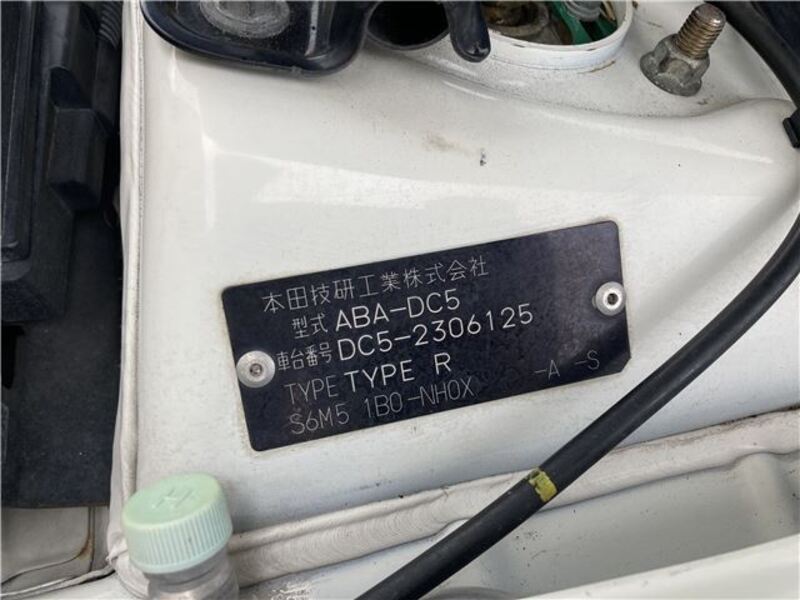 本田技研工業株式会社
型式 ABA-DC5
車台番号 DC5-2306125
TYPE TYPE R
S6M5 1B0-NH0X -A -S